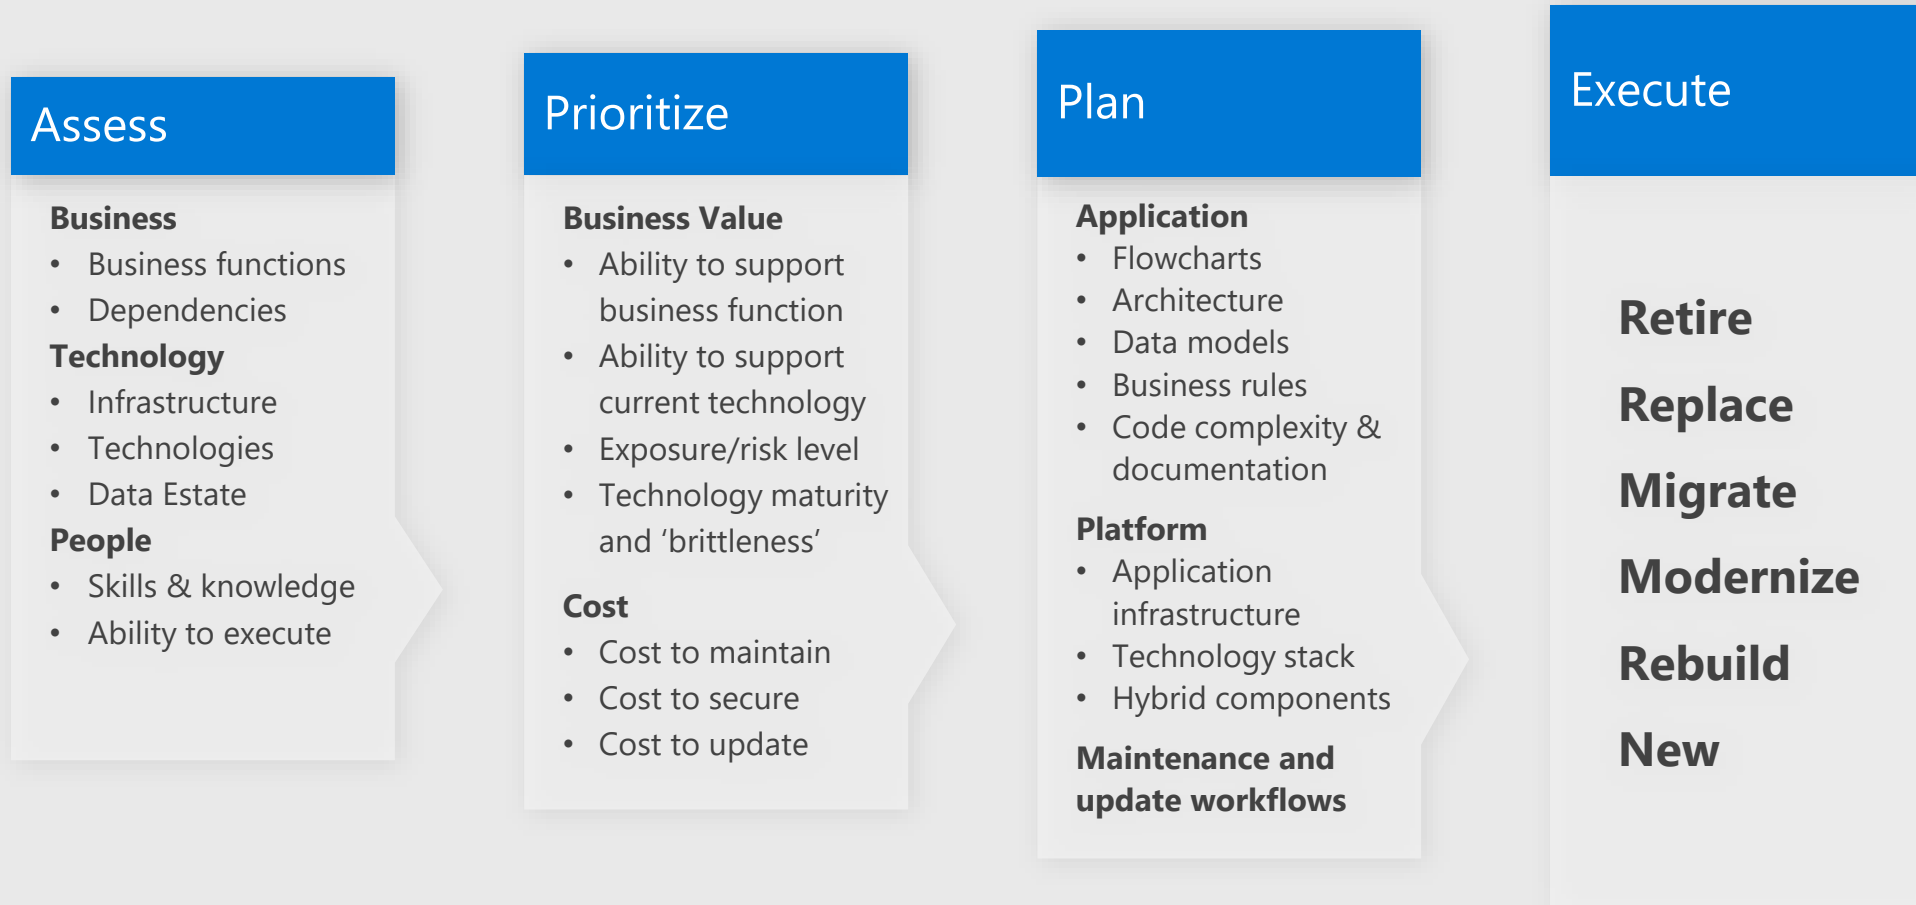 Assess
Business
• Business functions
• Dependencies
Technology
• Infrastructure
• Technologies
• Data Estate
People
• Skills & knowledge
• Ability to execute
Prioritize
Business Value
• Ability to support
business function
• Ability to support
current technology
• Exposure/risk level
• Technology maturity
and ‘brittleness’
Cost
• Cost to maintain
• Cost to secure
• Cost to update
Plan
Application
• Flowcharts
• Architecture
• Data models
• Business rules
• Code complexity &
documentation
Platform
• Application
infrastructure
• Technology stack
• Hybrid components
Maintenance and
update workflows
Execute
Retire
Replace
Migrate
Modernize
Rebuild
New